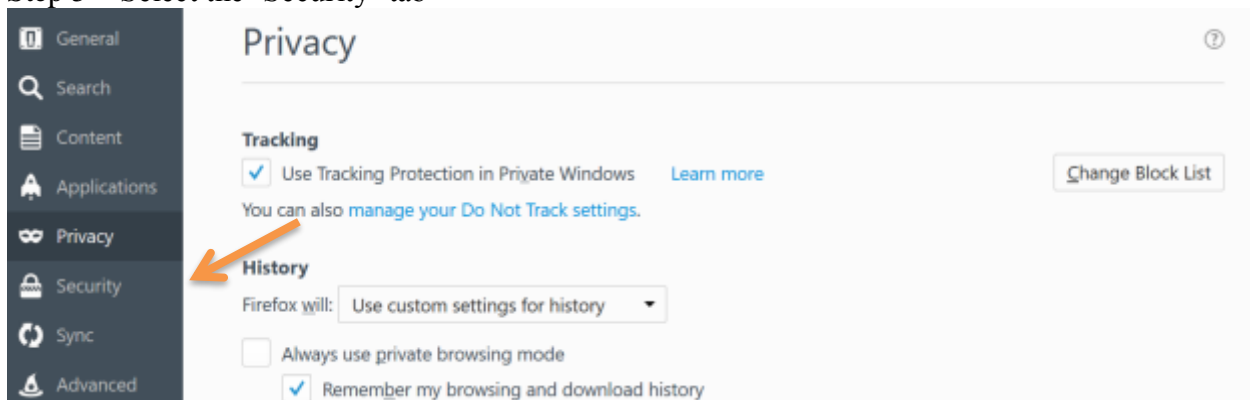 General
Search
Content
Applications
Privacy
Security
Sync
Advanced
Privacy
?
Tracking
Use Tracking Protection in Private Windows Learn more
Change Block List
You can also manage your Do Not Track settings.
History
Firefox will: Use custom settings for history
Always use private browsing mode
Remember my browsing and download history